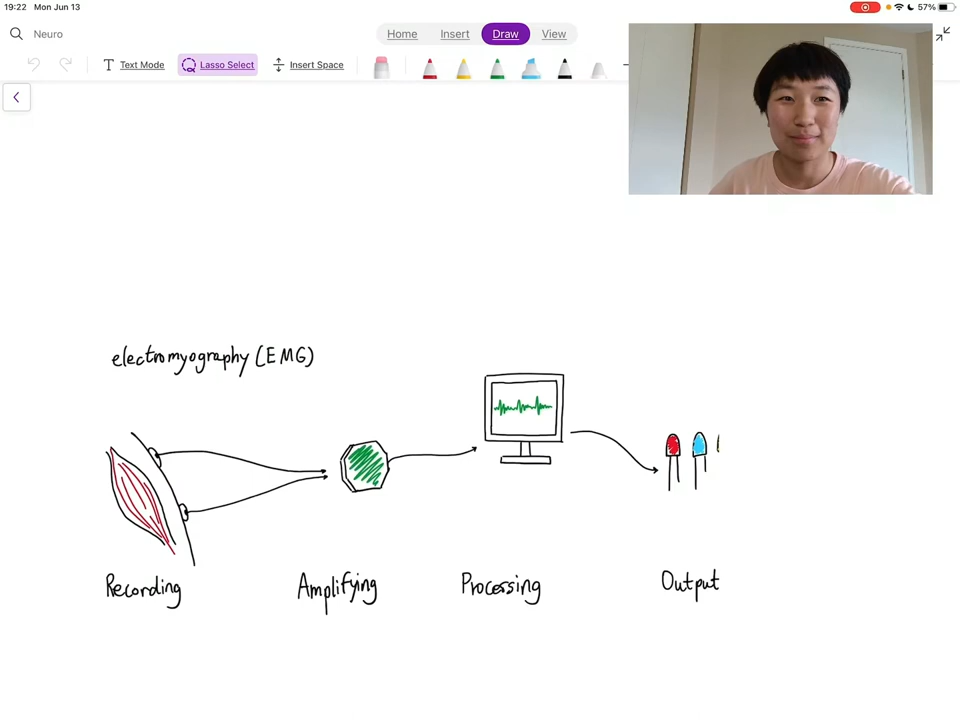 19:22 Mon Jun 13
57%
Neuro
Home Insert Draw View
Text Mode Lasso Select Insert Space
electromyography (EMG)
Recording Amplifying Processing Output